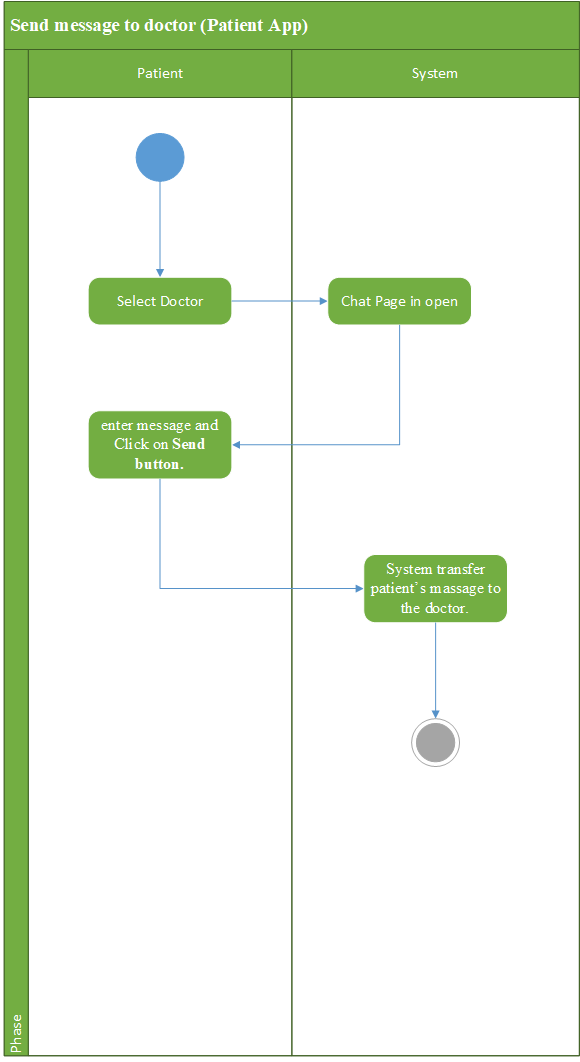 Send message to doctor (Patient App)
Patient
System
Select Doctor
Chat Page in open
enter message and
Click on Send
button.
System transfer
patient’s massage to
the doctor.
Phase